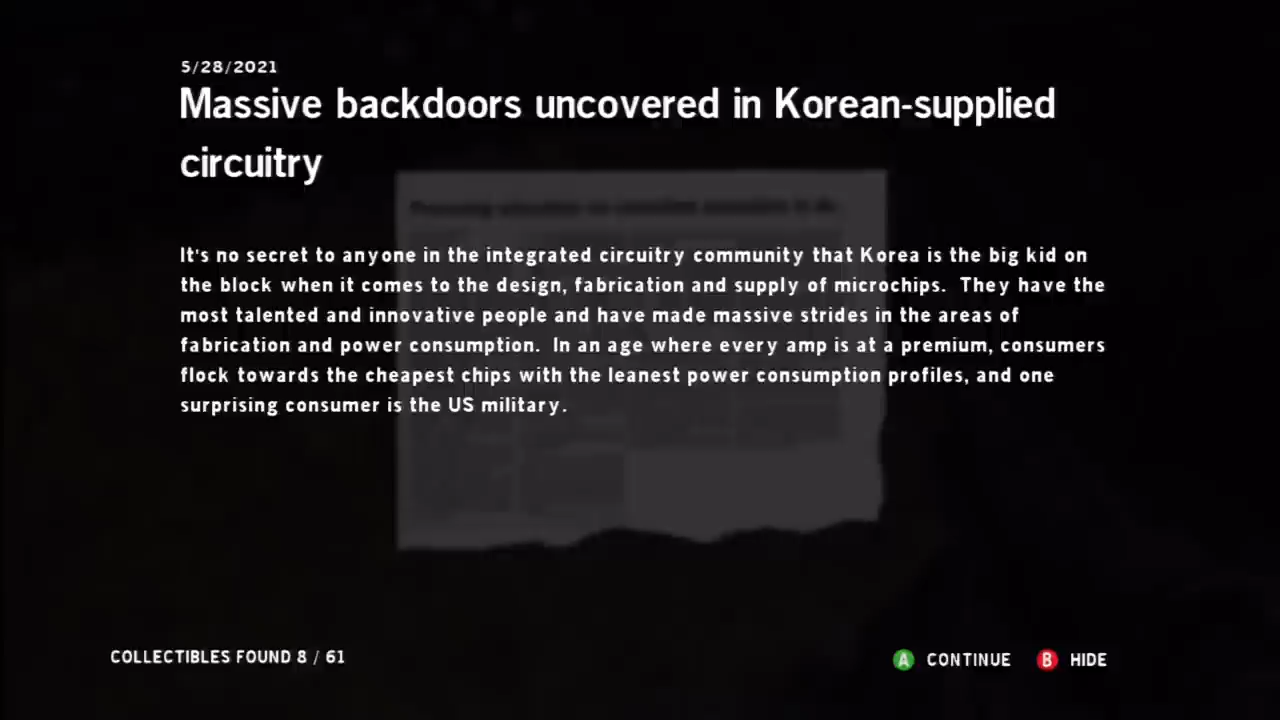 5/28/2021
Massive backdoors uncovered in Korean-supplied
circuitry
It's no secret to anyone in the integrated circuitry community that Korea is the big kid on
the block when it comes to the design, fabrication and supply of microchips.  They have the
most talented and innovative people and have made massive strides in the areas of
fabrication and power consumption.  In an age where every amp is at a premium, consumers
flock towards the cheapest chips with the leanest power consumption profiles, and one
surprising consumer is the US military.
COLLECTIBLES FOUND 8 / 61
A CONTINUE B HIDE